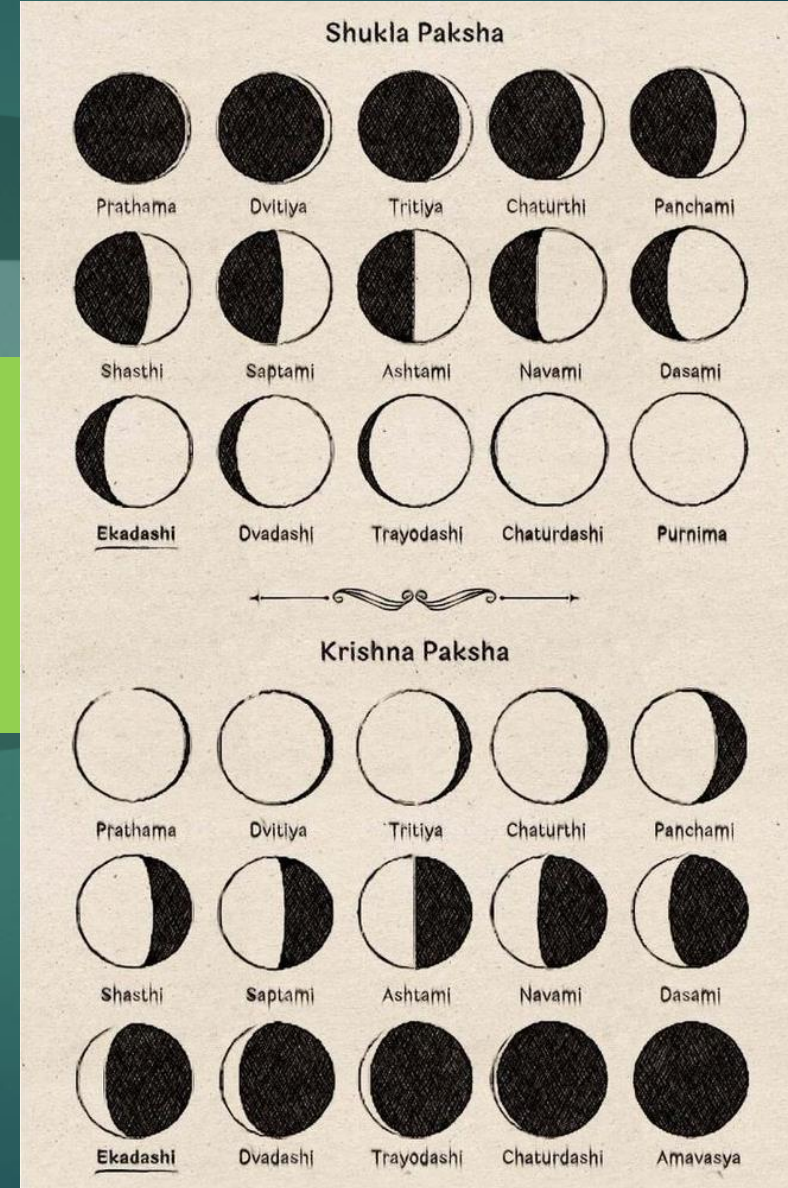 Shukla Paksha
Prathama Dvitiya Tritiya Chaturthi Panchami
Shasthi Saptami Ashtami Navami Dasami
Ekadashi Dvadashi Trayodashi Chaturdashi Purnima
Krishna Paksha
Prathama Dvitiya Tritiya Chaturthi Panchami
Shasthi Saptami Ashtami Navami Dasami
Ekadashi Dvadashi Trayodashi Chaturdashi Amavasya